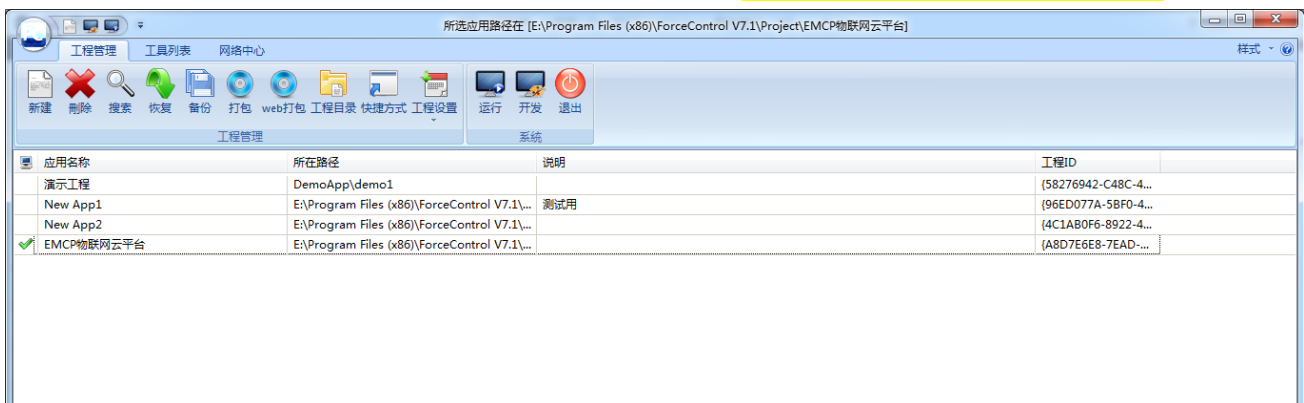 所选应用路径在 [E:\Program Files (x86)\ForceControl V7.1\Project\EMCP物联网云平台]
工程管理 工具列表 网络中心 样式
新建 删除 搜索 恢复 备份 打包 web打包 工程目录 快捷方式 工程设置 运行 开发 退出
工程管理 系统
应用名称 所在路径 说明 工程ID
演示工程 DemoApp\demo1 {58276942-C48C-4...
New App1 E:\Program Files (x86)\ForceControl V7.1\... 测试用 {96ED077A-5BF0-4...
New App2 E:\Program Files (x86)\ForceControl V7.1\... {4C1AB0F6-8922-4...
EMCP物联网云平台 E:\Program Files (x86)\ForceControl V7.1\... {A8D7E6E8-7EAD-...